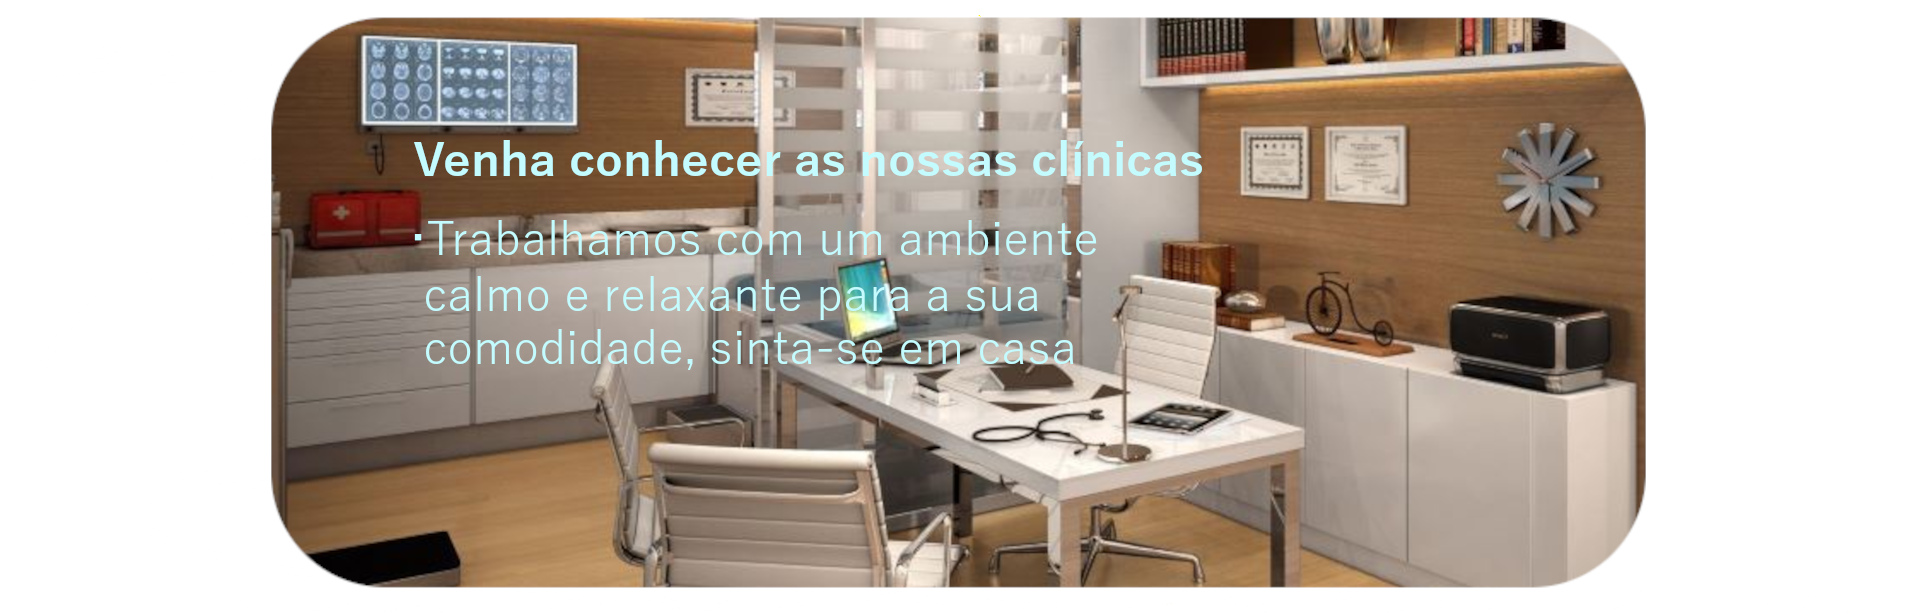 Venha conhecer as nossas clínicas
·Trabalhamos com um ambiente
calmo e relaxante para a sua
comodidade, sinta-se em casa